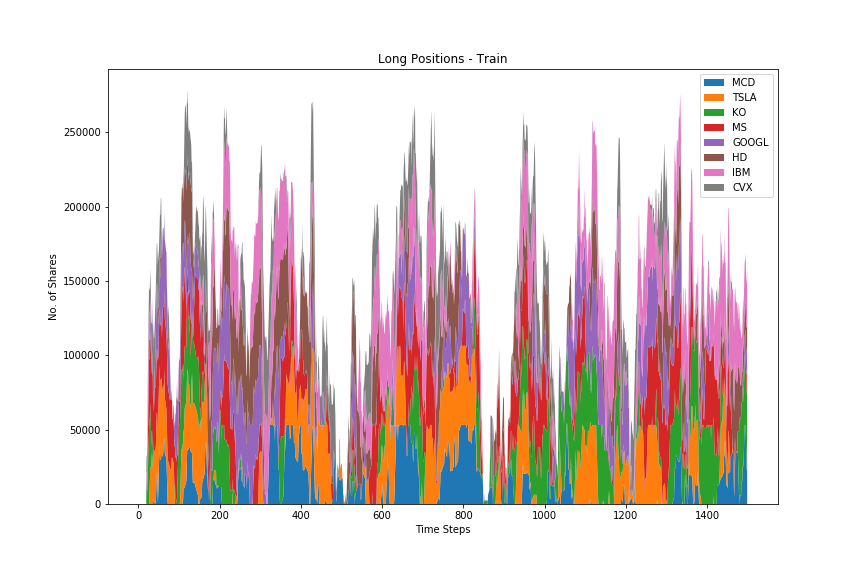 Long Positions - Train
No. of Shares
250000
200000
150000
100000
50000
0
0 200 400 600 800 1000 1200 1400
Time Steps
MCD
TSLA
KO
MS
GOOGL
HD
IBM
CVX